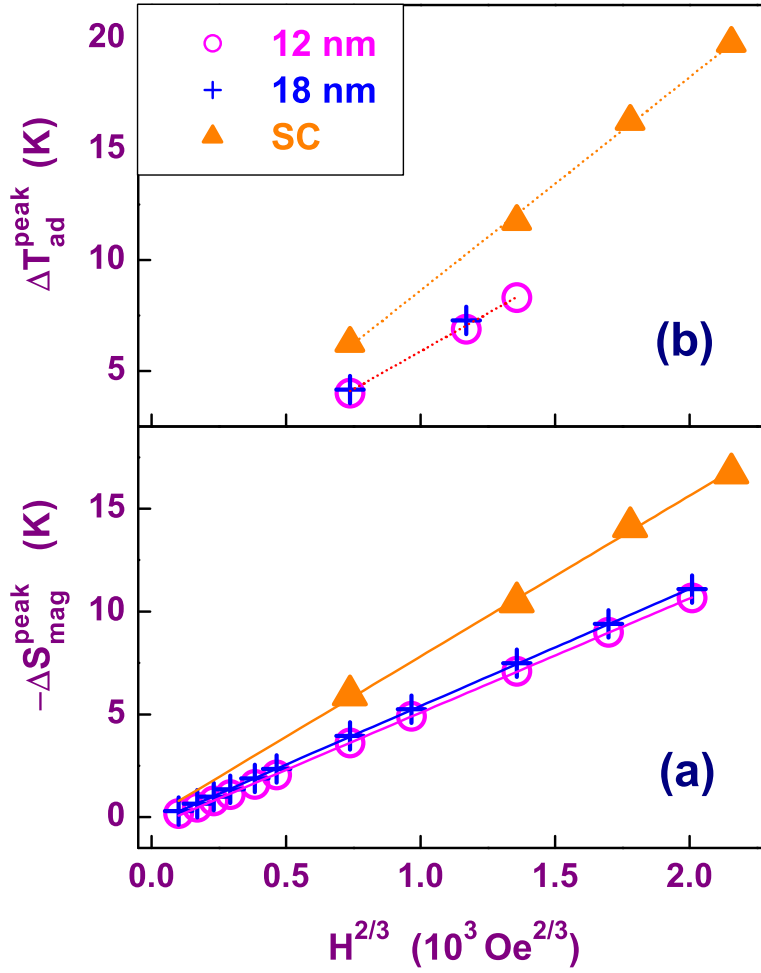 20
15
10
5
ΔT_ad^peak (K)
12 nm
18 nm
SC
(b)
15
10
5
0
−ΔS_mag^peak (K)
(a)
0.0 0.5 1.0 1.5 2.0
H^2/3 (10^3 Oe^2/3)